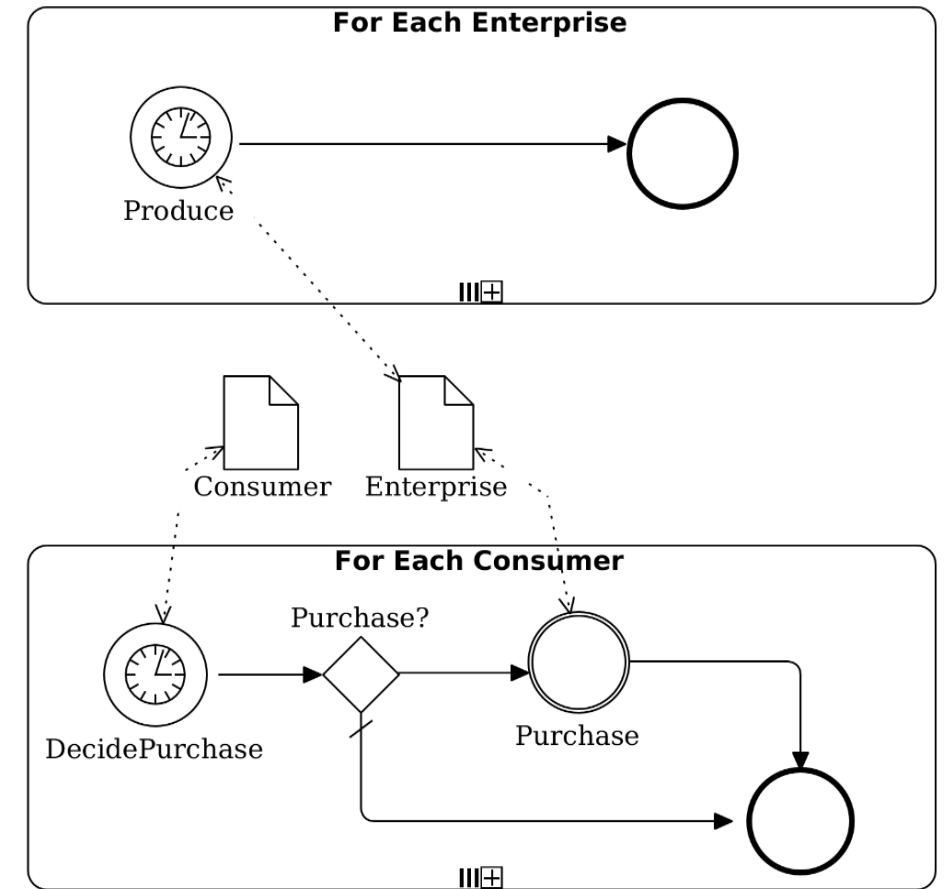 For Each Enterprise
Produce
Consumer
Enterprise
For Each Consumer
Purchase?
DecidePurchase
Purchase